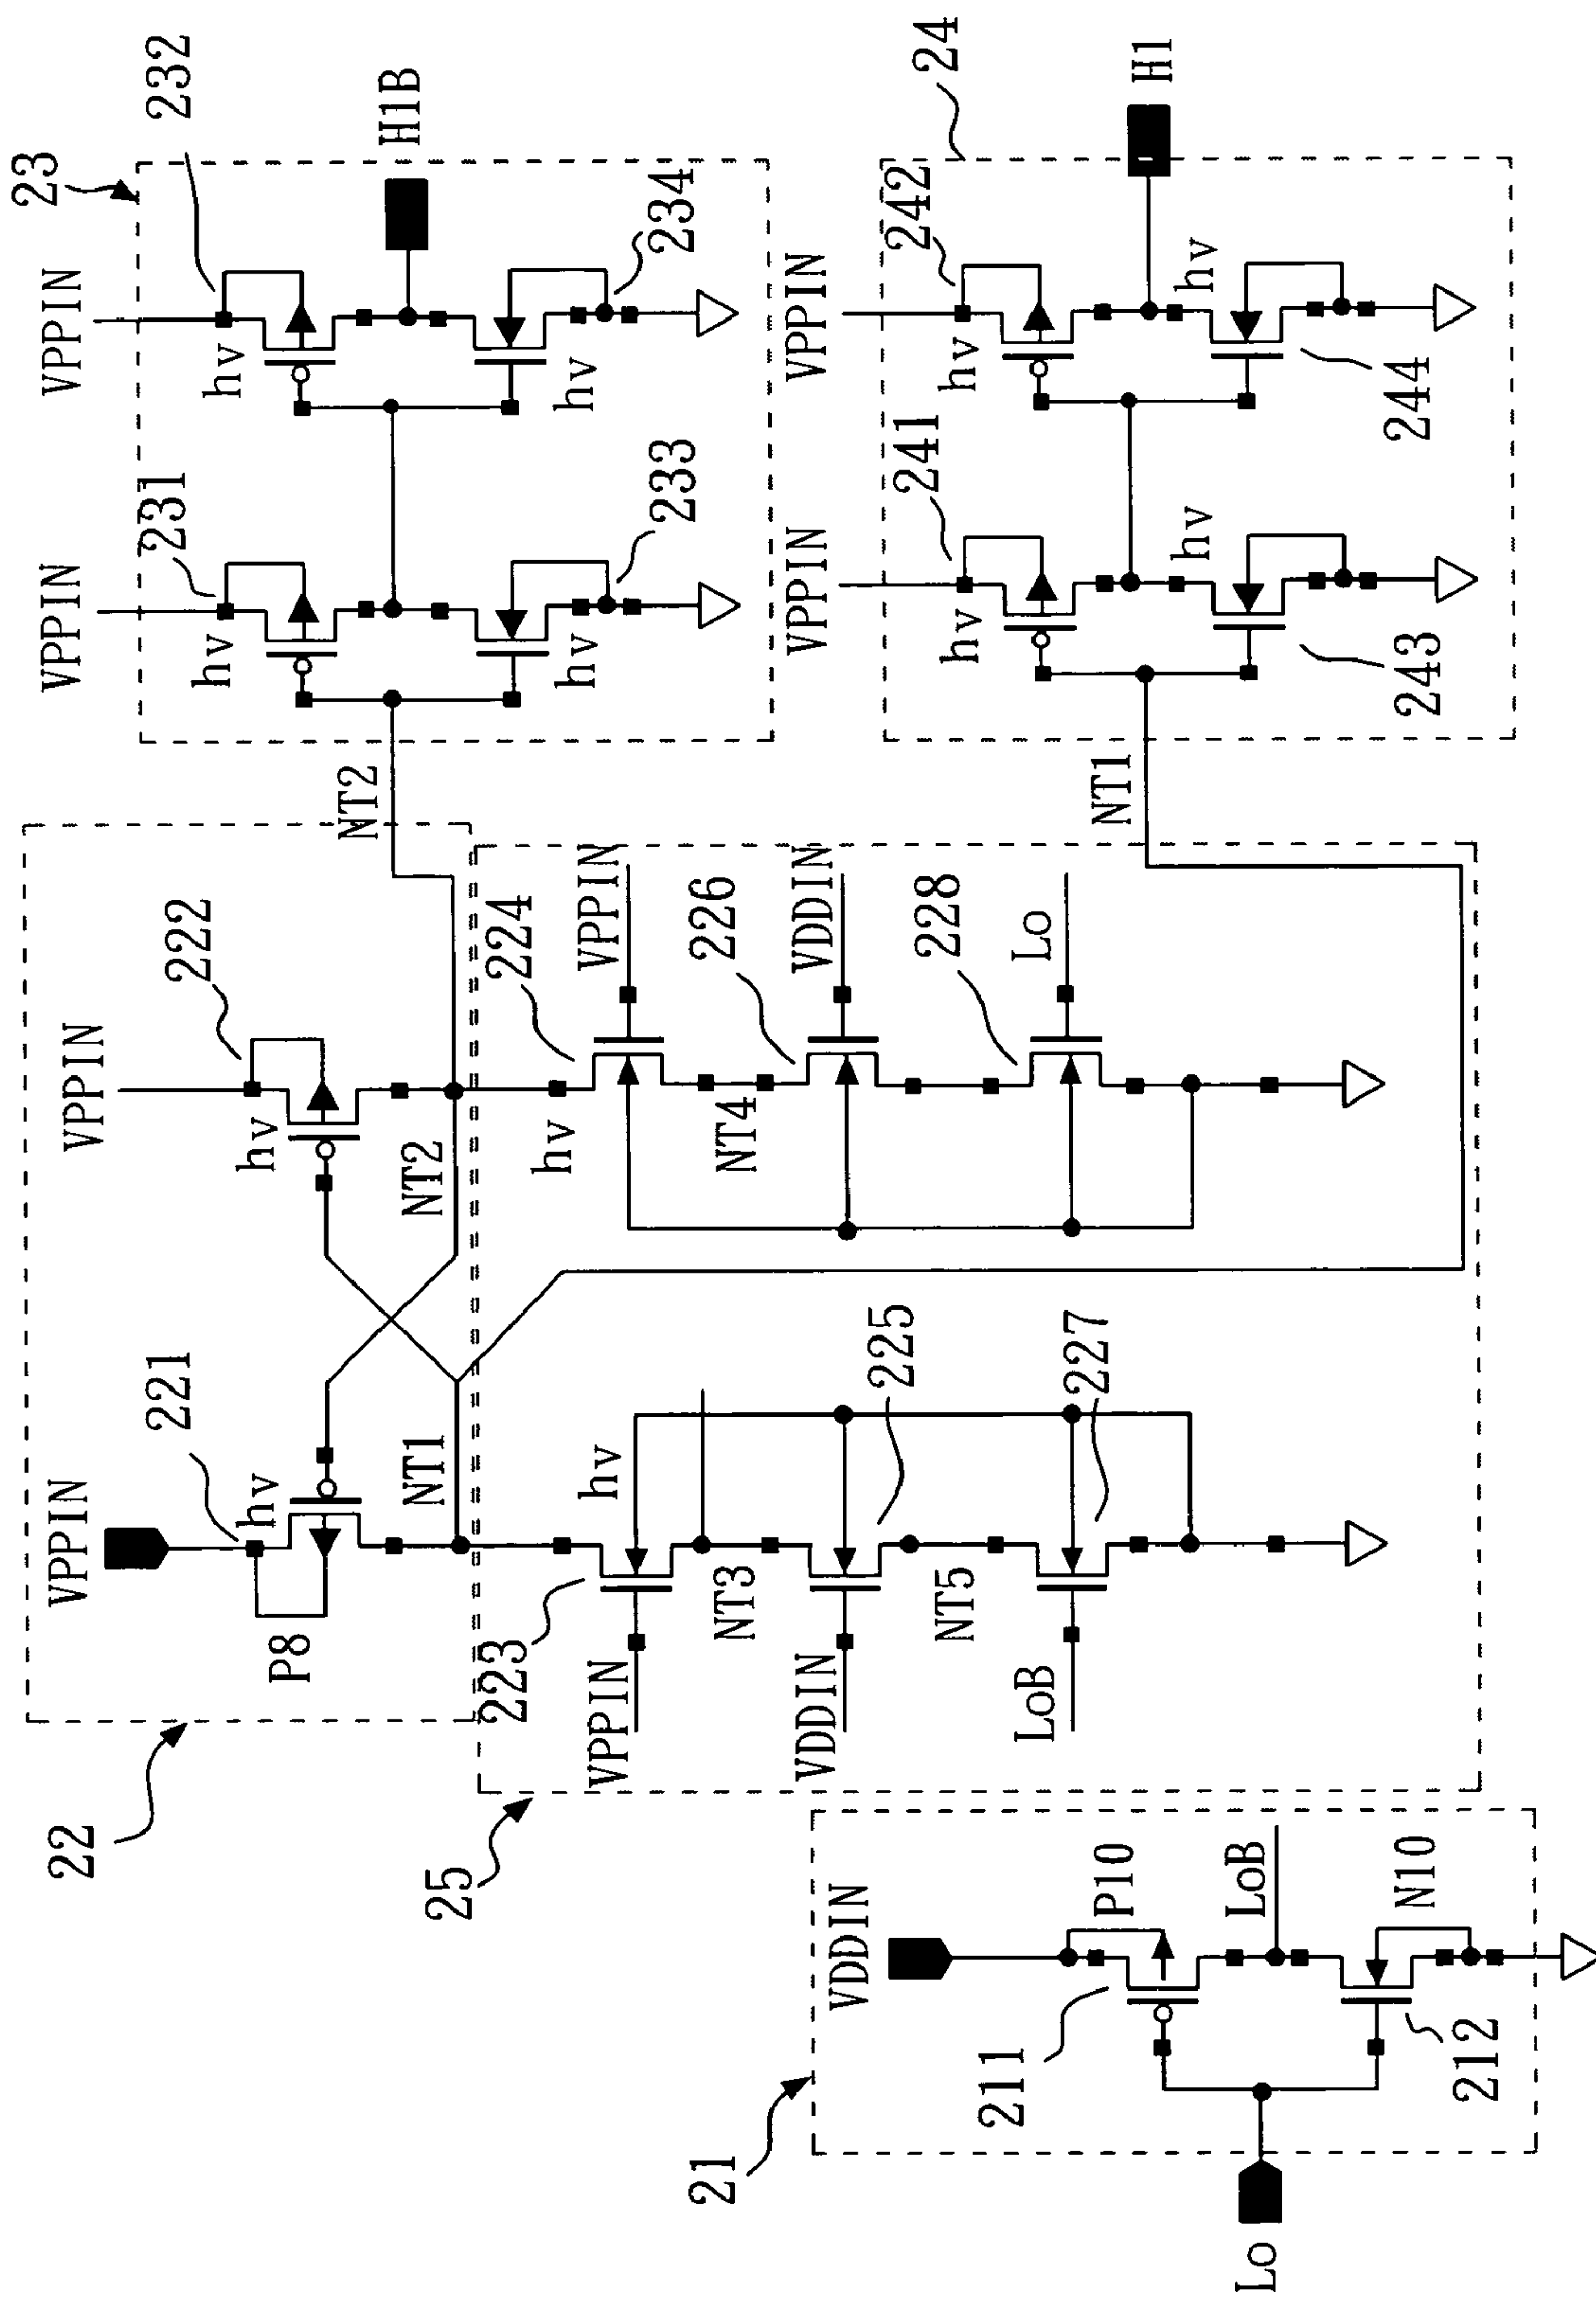 23
232
VPPIN
H1B
hv
234
hv
VPPIN
231
hv
233
hv
NT2
24
H1
VPPIN
242
hv
hv
244
VPPIN
241
hv
hv
243
NT1
22
VPPIN
221
hv
P8
NT1
VPPIN
222
hv
NT2
25
223
VPPIN
hv
NT3
225
VDDIN
NT5
227
LoB
224
VPPIN
hv
NT4
226
VDDIN
228
Lo
21
VDDIN
P10
211
LoB
N10
212
Lo